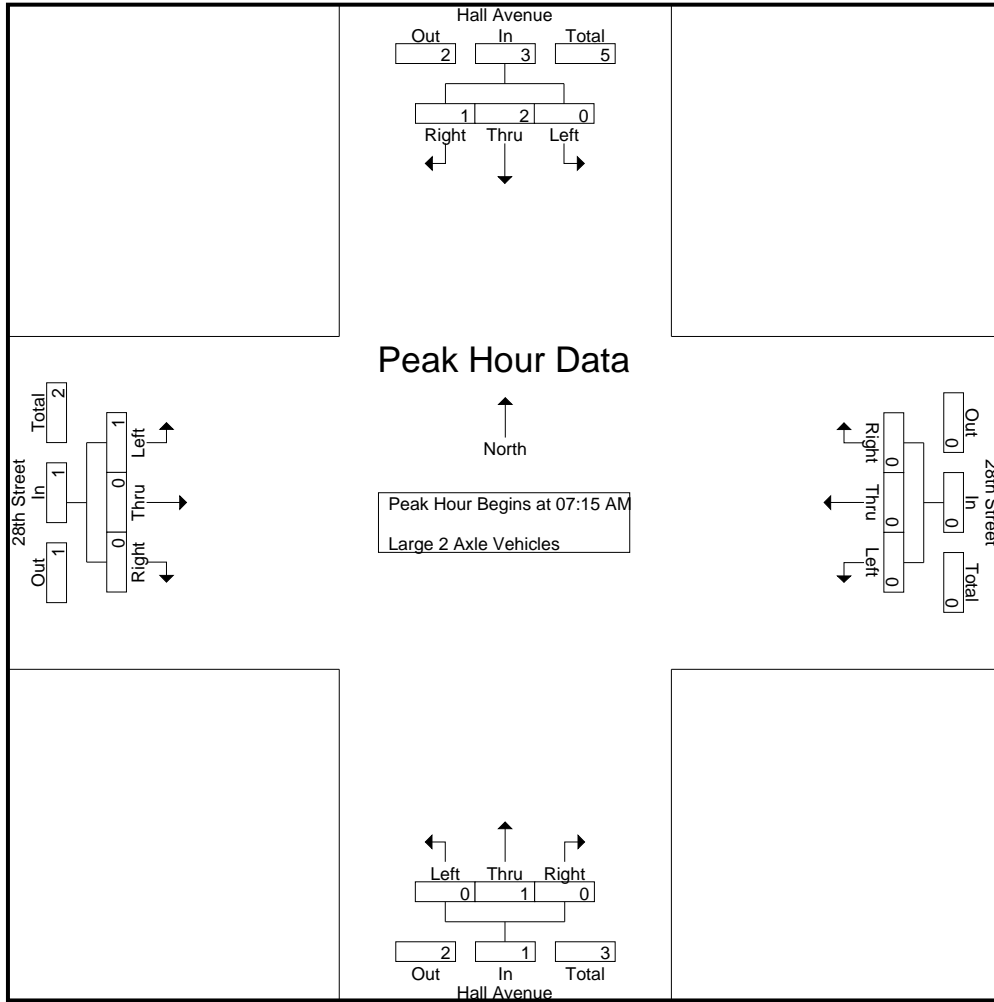 Hall Avenue
Out In Total
2 3 5
1 2 0
Right Thru Left
Peak Hour Data
North
Peak Hour Begins at 07:15 AM
Large 2 Axle Vehicles
28th Street
Out In Total
1 1 2
0 0 1
Right Thru Left
28th Street
Out In Total
0 0 0
0 0 0
Right Thru Left
Left Thru Right
0 1 0
2 1 3
Out In Total
Hall Avenue